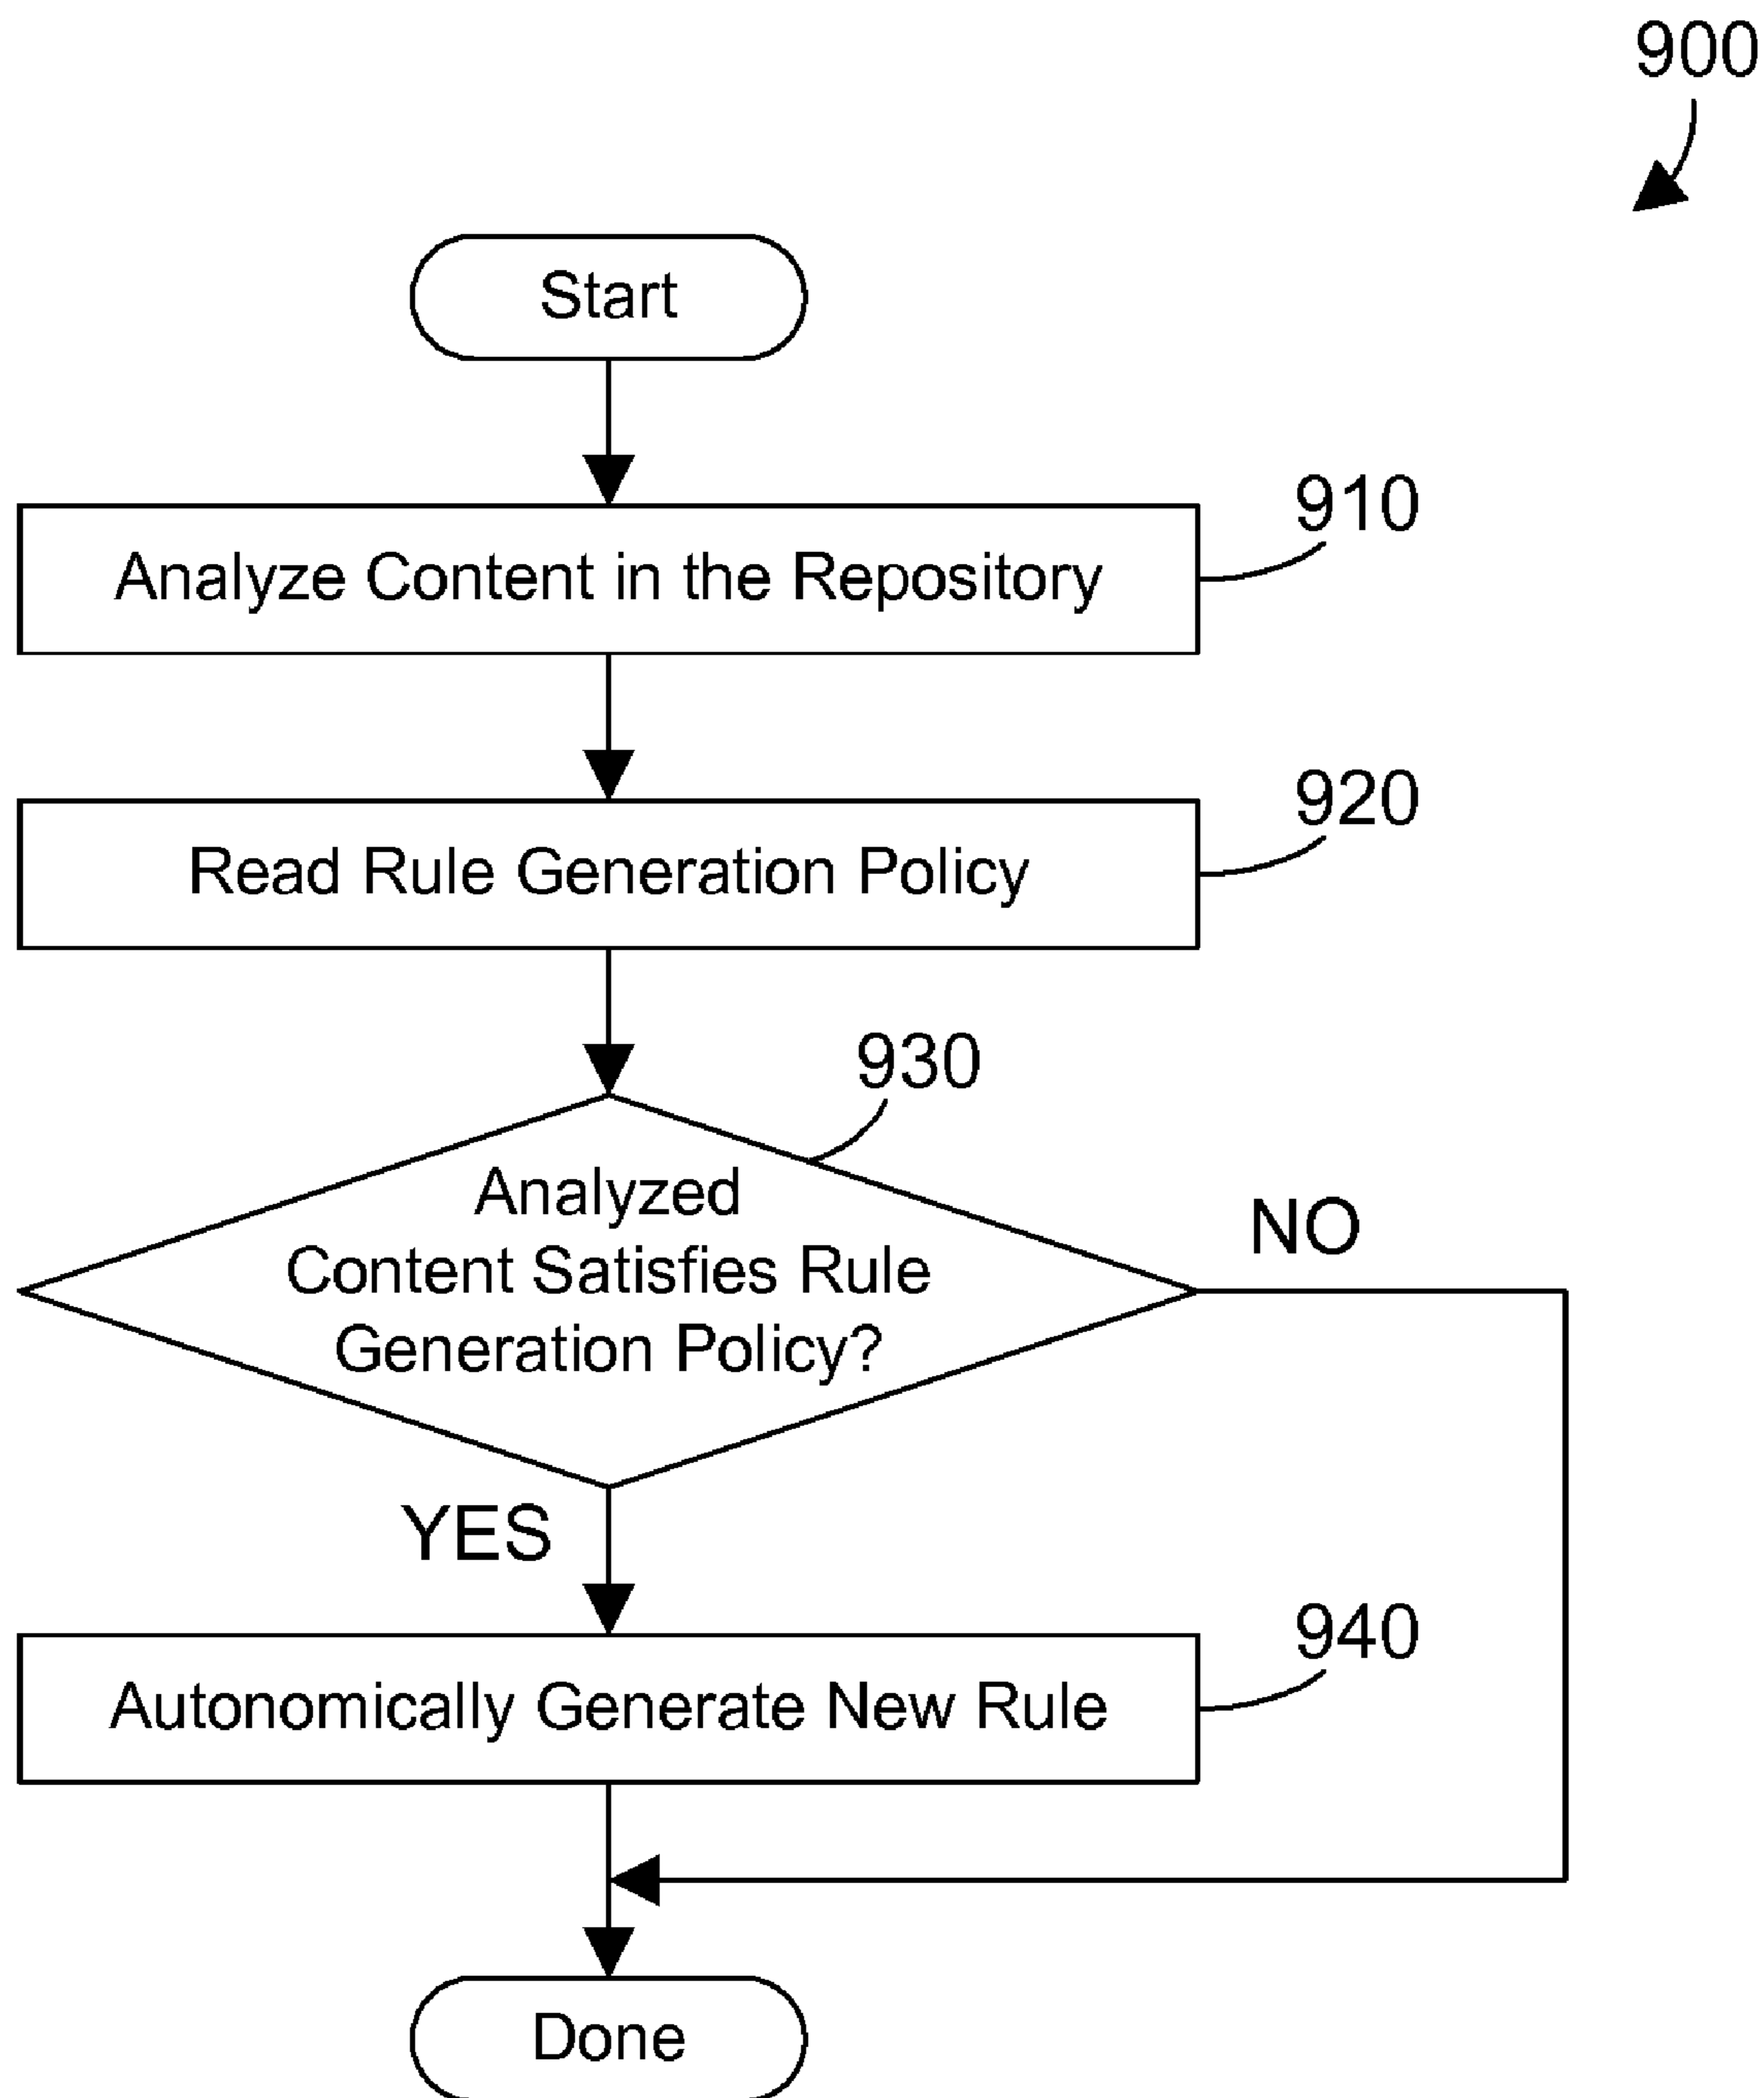 900
Start
910
Analyze Content in the Repository
920
Read Rule Generation Policy
930
Analyzed
Content Satisfies Rule
Generation Policy?
NO
YES
940
Autonomically Generate New Rule
Done